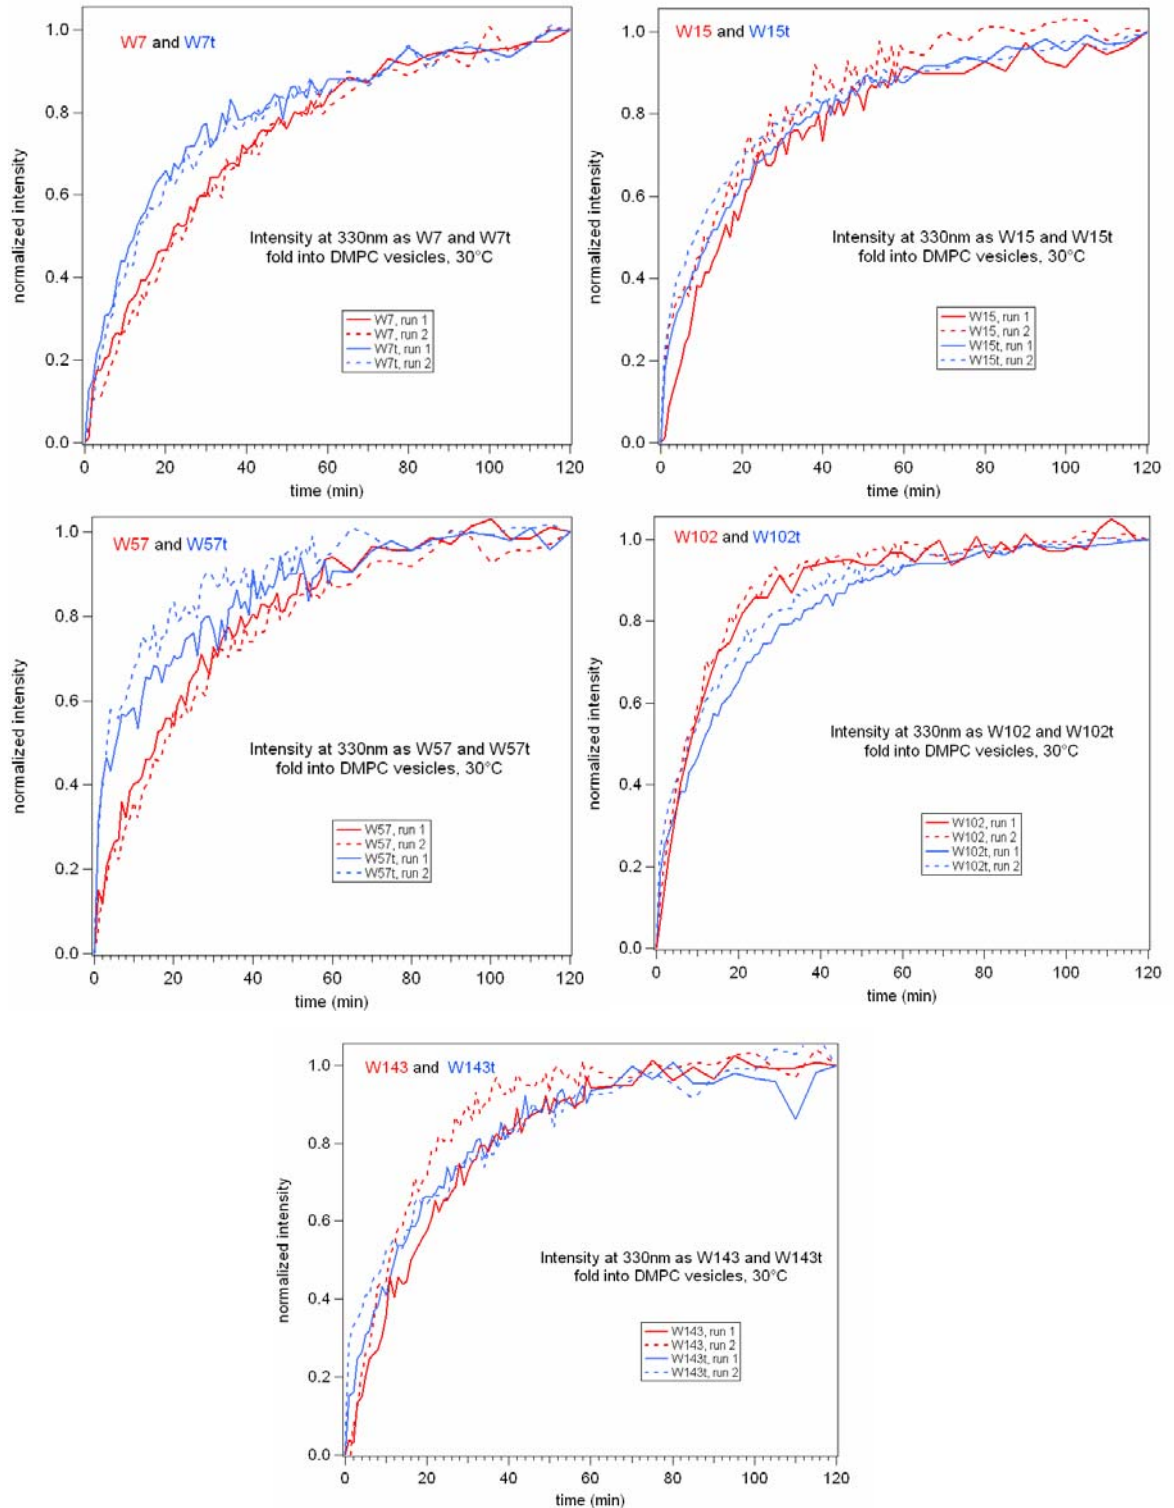 W7 and W7t
1.0
0.8
0.6
0.4
0.2
0.0
normalized intensity
Intensity at 330nm as W7 and W7t
fold into DMPC vesicles, 30°C
W7, run 1
W7, run 2
W7t, run 1
W7t, run 2
0 20 40 60 80 100 120
time (min)
W15 and W15t
1.0
0.8
0.6
0.4
0.2
0.0
normalized intensity
Intensity at 330nm as W15 and W15t
fold into DMPC vesicles, 30°C
W15, run 1
W15, run 2
W15t, run 1
W15t, run 2
0 20 40 60 80 100 120
time (min)
W57 and W57t
1.0
0.8
0.6
0.4
0.2
0.0
normalized intensity
Intensity at 330nm as W57 and W57t
fold into DMPC vesicles, 30°C
W57, run 1
W57, run 2
W57t, run 1
W57t, run 2
0 20 40 60 80 100 120
time (min)
W102 and W102t
1.0
0.8
0.6
0.4
0.2
0.0
normalized intensity
Intensity at 330nm as W102 and W102t
fold into DMPC vesicles, 30°C
W102, run 1
W102, run 2
W102t, run 1
W102t, run 2
0 20 40 60 80 100 120
time (min)
W143 and W143t
1.0
0.8
0.6
0.4
0.2
0.0
normalized intensity
Intensity at 330nm as W143 and W143t
fold into DMPC vesicles, 30°C
W143, run 1
W143, run 2
W143t, run 1
W143t, run 2
0 20 40 60 80 100 120
time (min)